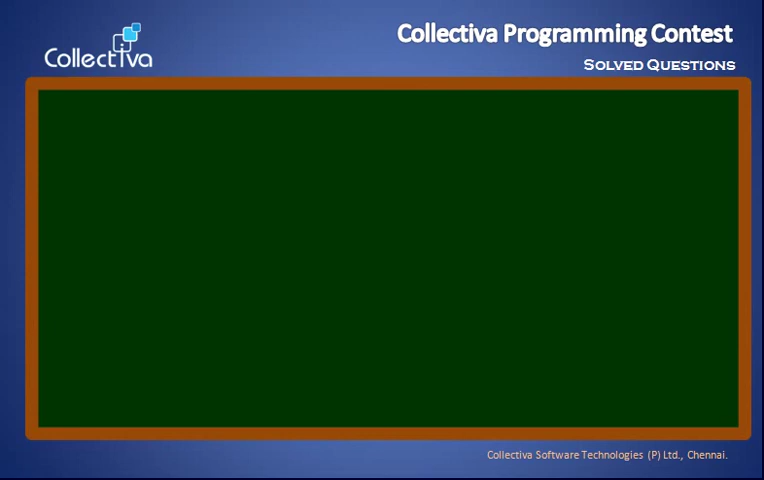 Collectiva
Collectiva Programming Contest
Solved Questions
Collectiva Software Technologies (P) Ltd., Chennai.